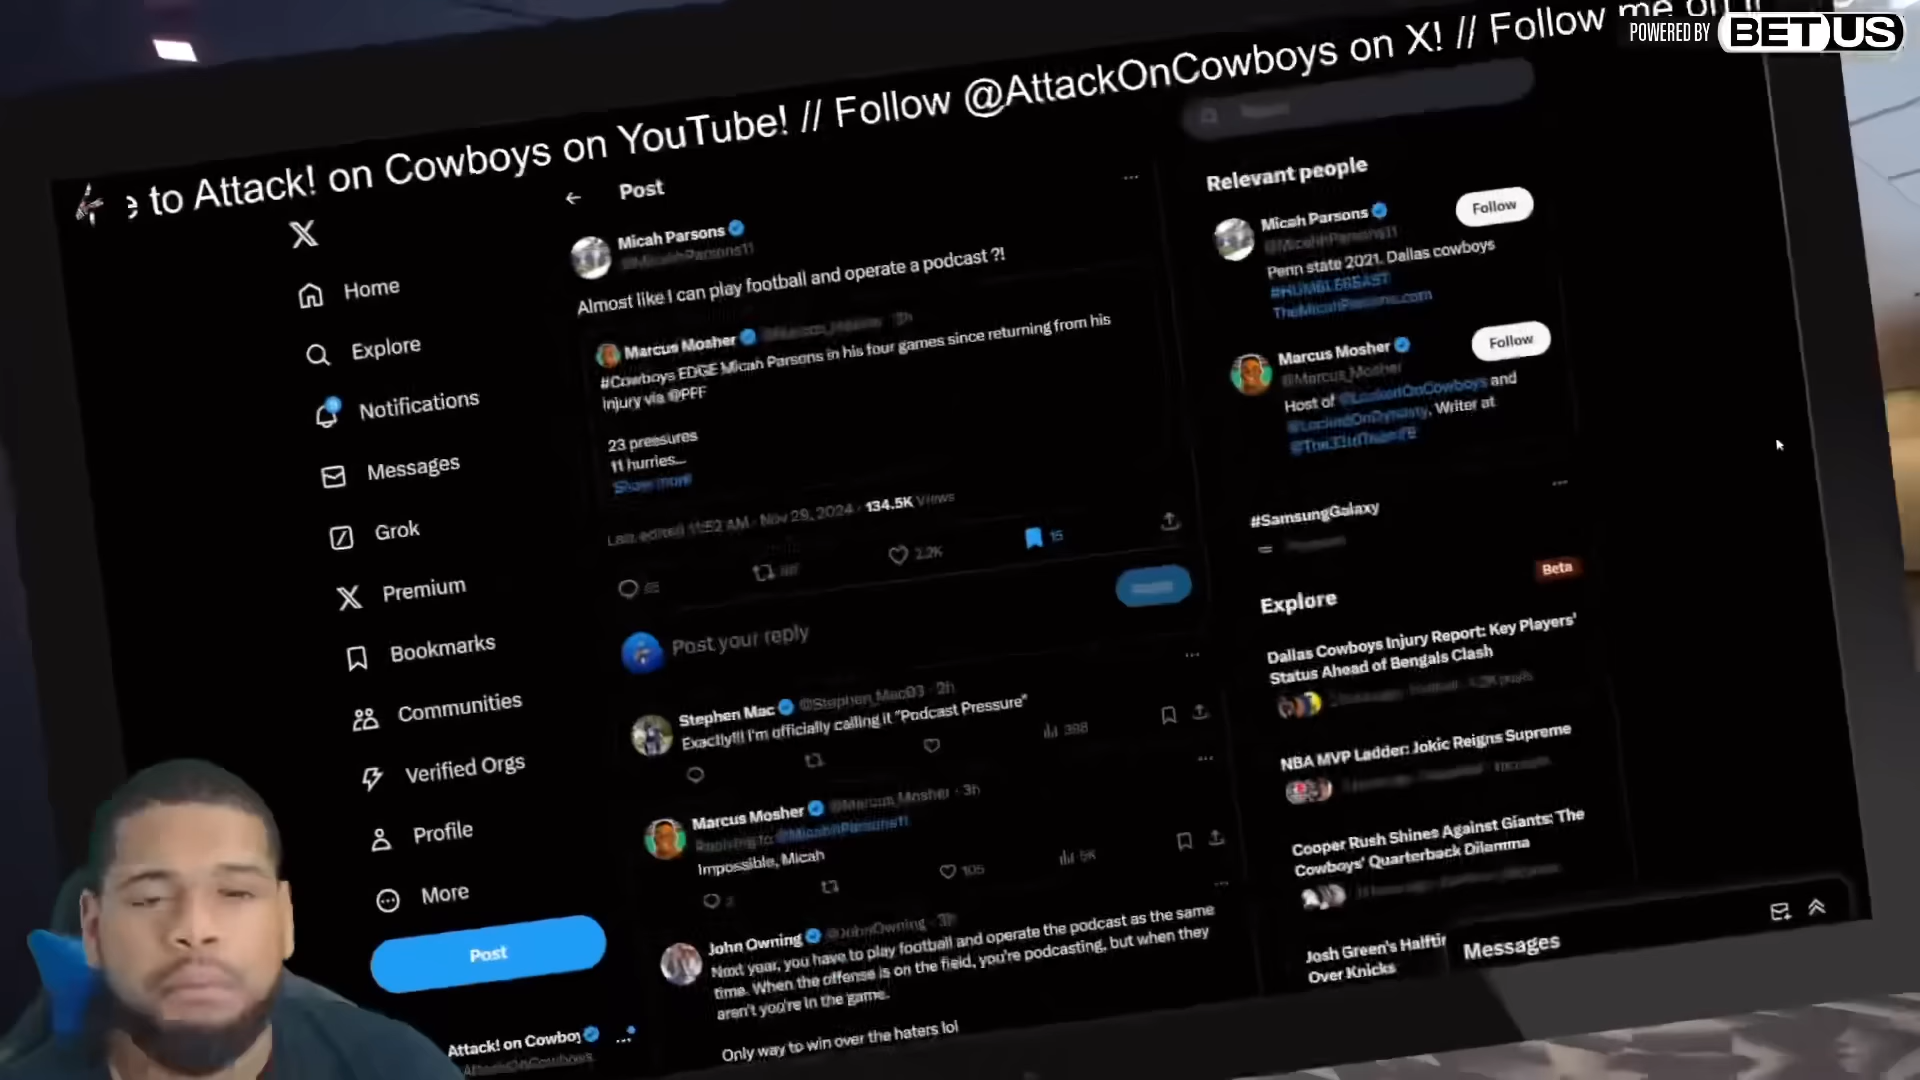 POWERED BY BETUS
e to Attack! on Cowboys on YouTube! // Follow @AttackOnCowboys on X! // Follow me on
Home
Explore
Notifications
Messages
Grok
Premium
Bookmarks
Communities
Verified Orgs
Profile
More
Post
Attack! on Cowboy
Post
Micah Parsons
@MicahhParsons11
Almost like I can play football and operate a podcast ?!
Marcus Mosher
#Cowboys EDGE Micah Parsons in his four games since returning from his
injury via @PFF
23 pressures
11 hurries...
Show more
Last edited 11:52 AM · Nov 29, 2024 · 134.5K Views
2.2K
15
Post your reply
Stephen Mac @Stephen_Mac03 · 2h
Exactly!!! I'm officially calling it "Podcast Pressure"
398
Marcus Mosher @Marcus_Mosher · 3h
Replying to @MicahhParsons11
Impossible, Micah
2
105
5K
John Owning @JohnOwning · 3h
Next year, you have to play football and operate the podcast as the same
time. When the offense is on the field, you're podcasting, but when they
aren't you're in the game.
Only way to win over the haters lol
Relevant people
Micah Parsons
@MicahhParsons11
Follow
Penn state 2021. Dallas cowboys
#HUMBLEBEAST
TheMicahParsons.com
Marcus Mosher
@Marcus_Mosher
Follow
Host of @LockedOnCowboys and
@LockedOnDynasty, Writer at
#SamsungGalaxy
Beta
Explore
Dallas Cowboys Injury Report: Key Players'
Status Ahead of Bengals Clash
NBA MVP Ladder: Jokic Reigns Supreme
Cooper Rush Shines Against Giants: The
Cowboys' Quarterback Dilemma
Josh Green's Halfti
Over Knicks
Messages